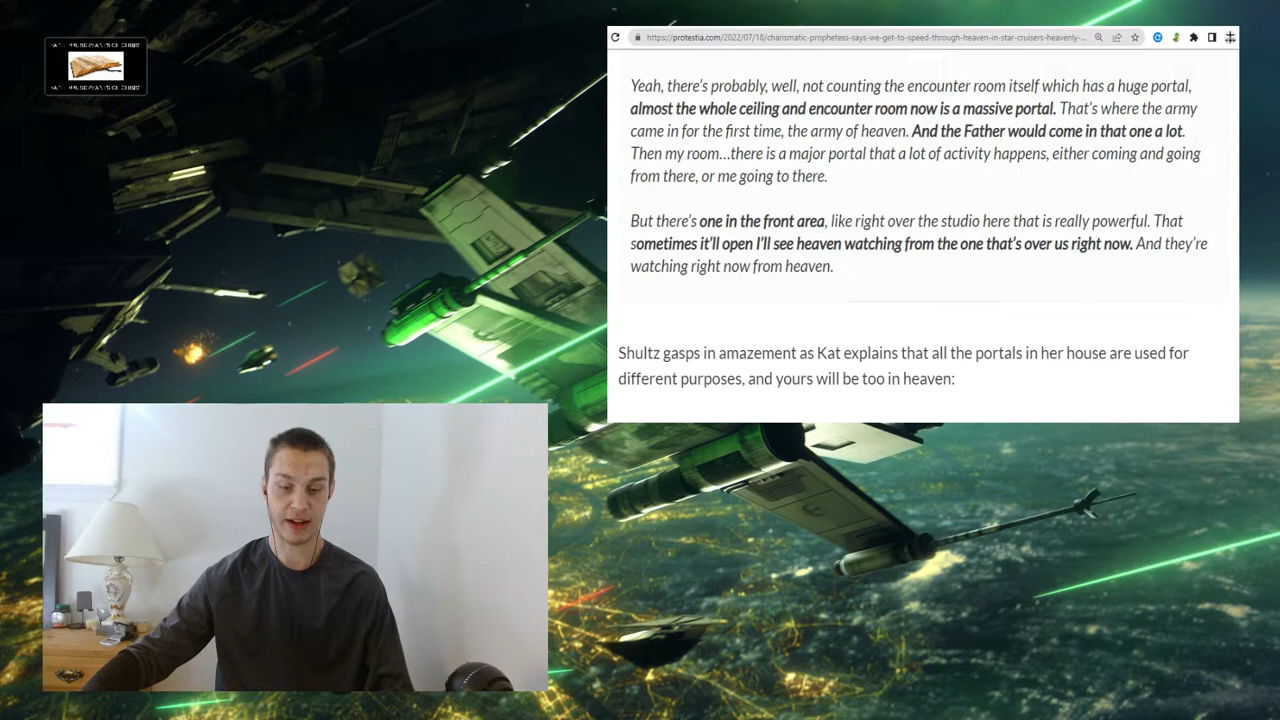 https://protestia.com/2022/07/18/charismatic-prophetess-says-we-get-to-speed-through-heaven-in-star-cruisers-heavenly-...
Yeah, there's probably, well, not counting the encounter room itself which has a huge portal,
almost the whole ceiling and encounter room now is a massive portal. That's where the army
came in for the first time, the army of heaven. And the Father would come in that one a lot.
Then my room...there is a major portal that a lot of activity happens, either coming and going
from there, or me going to there.
But there's one in the front area, like right over the studio here that is really powerful. That
sometimes it'll open I'll see heaven watching from the one that's over us right now. And they're
watching right now from heaven.
Shultz gasps in amazement as Kat explains that all the portals in her house are used for
different purposes, and yours will be too in heaven: